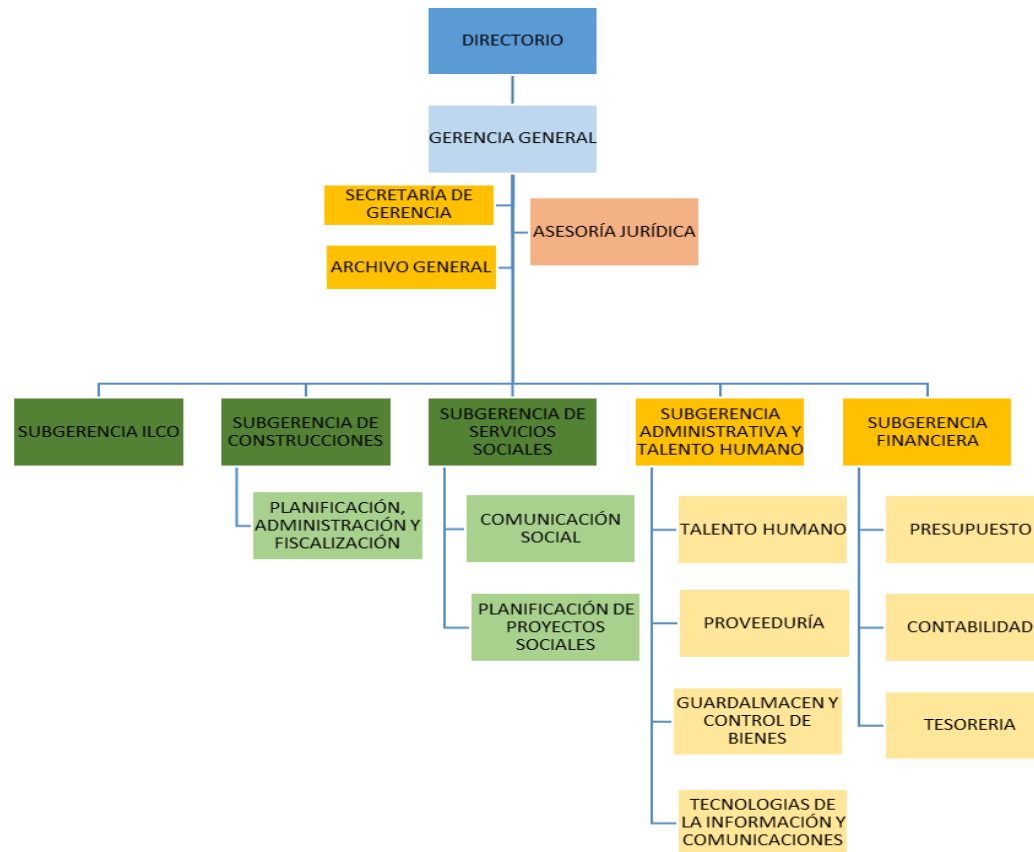 DIRECTORIO
GERENCIA GENERAL
SECRETARÍA DE
GERENCIA
ASESORÍA JURÍDICA
ARCHIVO GENERAL
SUBGERENCIA ILCO
SUBGERENCIA DE
CONSTRUCCIONES
PLANIFICACIÓN,
ADMINISTRACIÓN Y
FISCALIZACIÓN
SUBGERENCIA DE
SERVICIOS
SOCIALES
COMUNICACIÓN
SOCIAL
PLANIFICACIÓN DE
PROYECTOS
SOCIALES
SUBGERENCIA
ADMINISTRATIVA Y
TALENTO HUMANO
TALENTO HUMANO
PROVEEDURÍA
GUARDALMACEN Y
CONTROL DE
BIENES
TECNOLOGIAS DE
LA INFORMACIÓN Y
COMUNICACIONES
SUBGERENCIA
FINANCIERA
PRESUPUESTO
CONTABILIDAD
TESORERIA